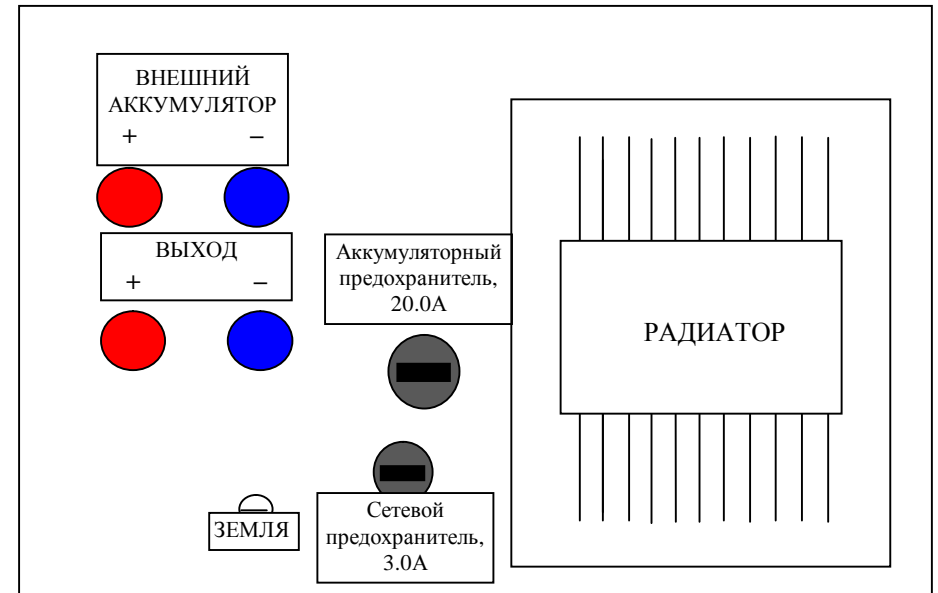 ВНЕШНИЙ
АККУМУЛЯТОР
+ –
ВЫХОД
+ –
Аккумуляторный
предохранитель,
20.0А
РАДИАТОР
ЗЕМЛЯ
Сетевой
предохранитель,
3.0А